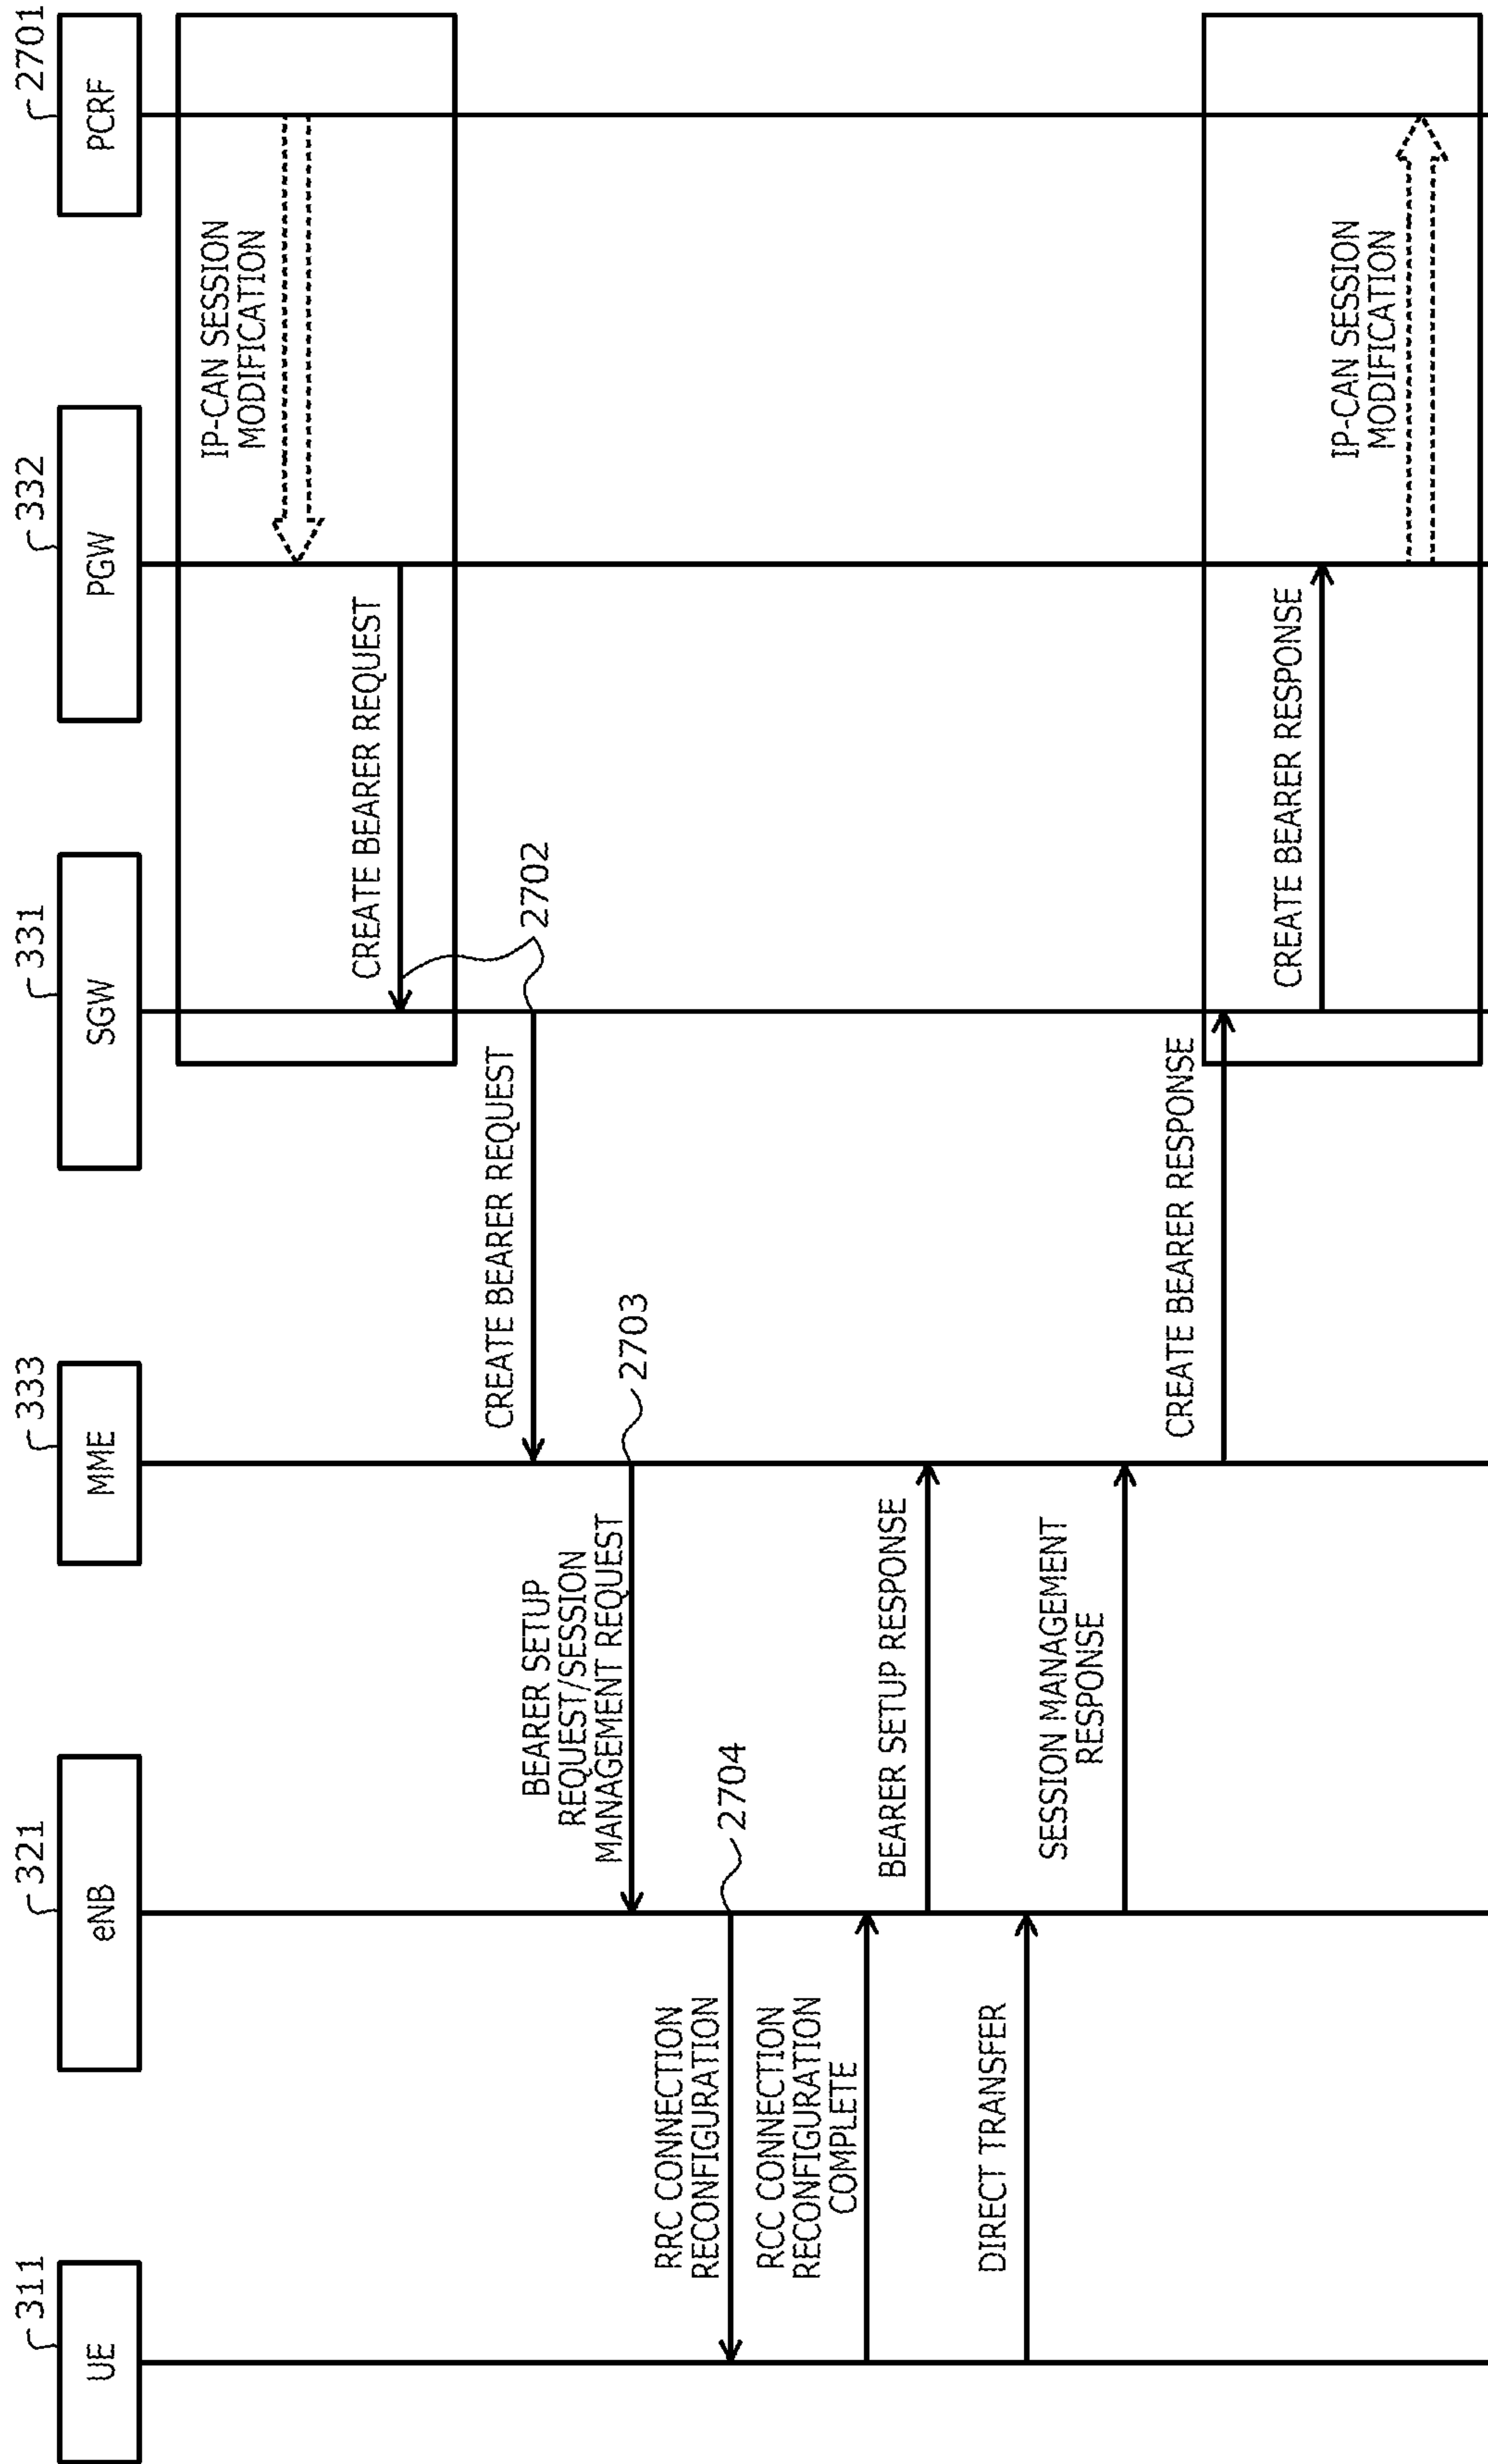 311
321
333
331
332
2701
UE
eNB
MME
SGW
PGW
PCRF
IP-CAN SESSION
MODIFICATION
CREATE BEARER REQUEST
CREATE BEARER REQUEST
2702
BEARER SETUP
REQUEST/SESSION
MANAGEMENT REQUEST
2703
RRC CONNECTION
RECONFIGURATION
2704
RCC CONNECTION
RECONFIGURATION
COMPLETE
BEARER SETUP RESPONSE
DIRECT TRANSFER
SESSION MANAGEMENT
RESPONSE
CREATE BEARER RESPONSE
CREATE BEARER RESPONSE
IP-CAN SESSION
MODIFICATION